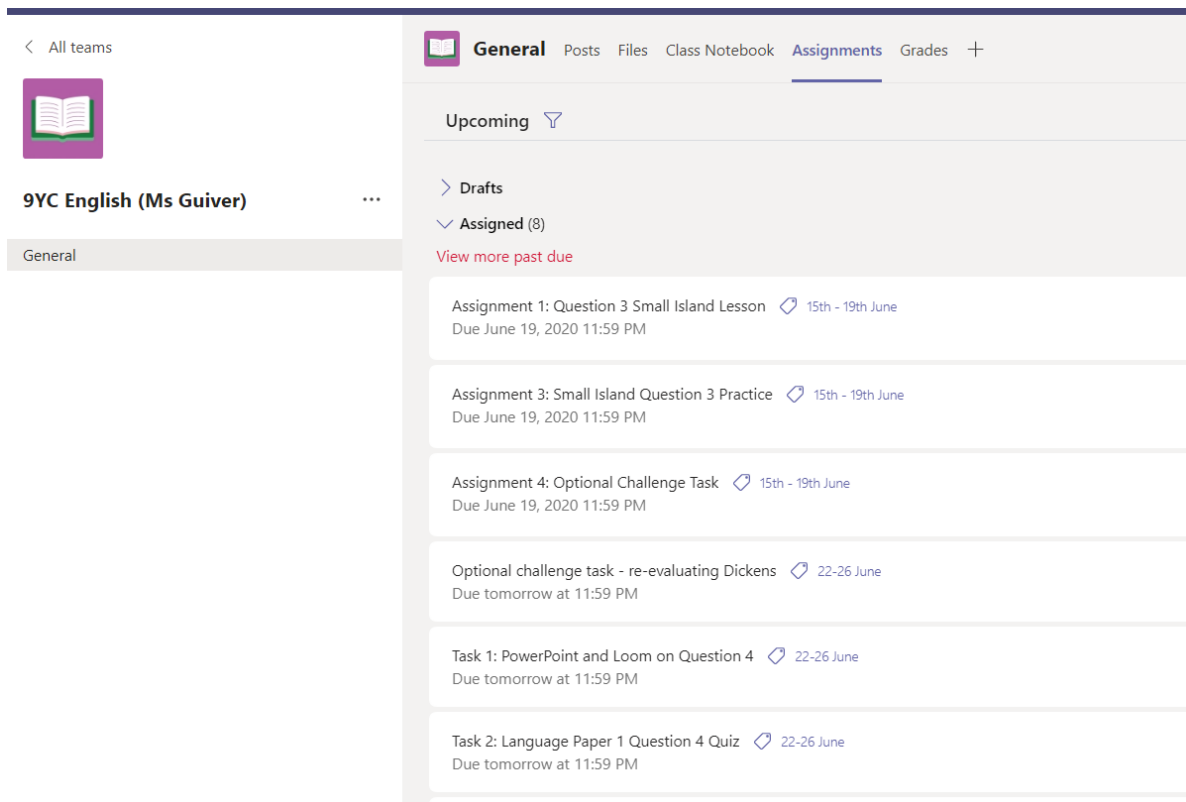 All teams
9YC English (Ms Guiver) ...
General
General Posts Files Class Notebook Assignments Grades +
Upcoming
Drafts
Assigned (8)
View more past due
Assignment 1: Question 3 Small Island Lesson 15th - 19th June
Due June 19, 2020 11:59 PM
Assignment 3: Small Island Question 3 Practice 15th - 19th June
Due June 19, 2020 11:59 PM
Assignment 4: Optional Challenge Task 15th - 19th June
Due June 19, 2020 11:59 PM
Optional challenge task - re-evaluating Dickens 22-26 June
Due tomorrow at 11:59 PM
Task 1: PowerPoint and Loom on Question 4 22-26 June
Due tomorrow at 11:59 PM
Task 2: Language Paper 1 Question 4 Quiz 22-26 June
Due tomorrow at 11:59 PM